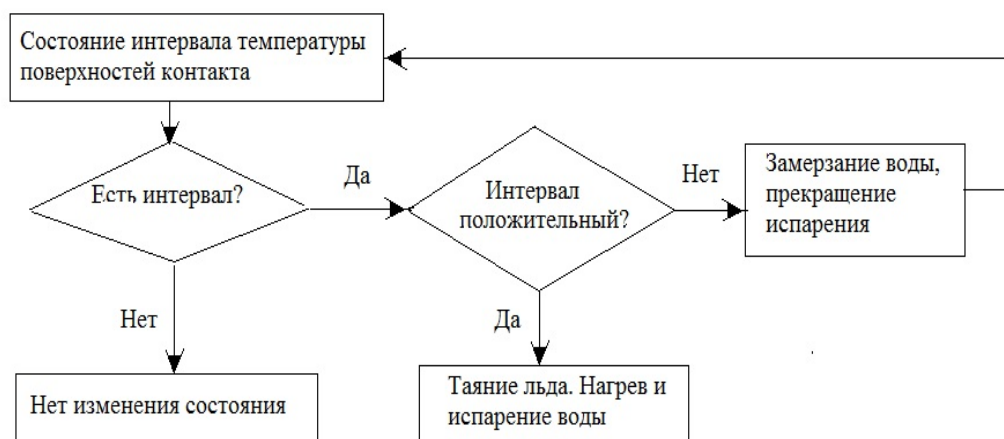 Состояние интервала температуры
поверхностей контакта
Есть интервал?
Да
Интервал
положительный?
Нет
Замерзание воды,
прекращение
испарения
Нет
Да
Нет изменения состояния
Таяние льда. Нагрев и
испарение воды